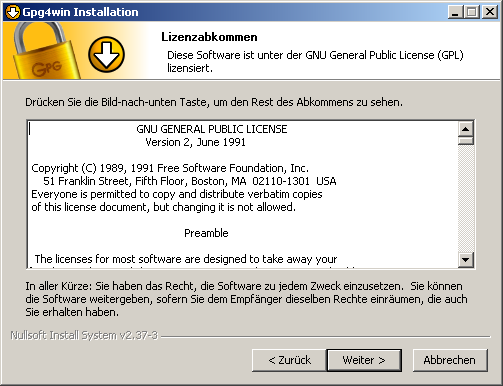 Gpg4win Installation
GPG
Lizenzabkommen
Diese Software ist unter der GNU General Public License (GPL)
lizensiert.
Drücken Sie die Bild-nach-unten Taste, um den Rest des Abkommens zu sehen.
GNU GENERAL PUBLIC LICENSE
Version 2, June 1991
Copyright (C) 1989, 1991 Free Software Foundation, Inc.
51 Franklin Street, Fifth Floor, Boston, MA  02110-1301  USA
Everyone is permitted to copy and distribute verbatim copies
of this license document, but changing it is not allowed.
Preamble
The licenses for most software are designed to take away your
In aller Kürze: Sie haben das Recht, die Software zu jedem Zweck einzusetzen.  Sie können
die Software weitergeben, sofern Sie dem Empfänger dieselben Rechte einräumen, die auch
Sie erhalten haben.
Nullsoft Install System v2.37-3
< Zurück
Weiter >
Abbrechen